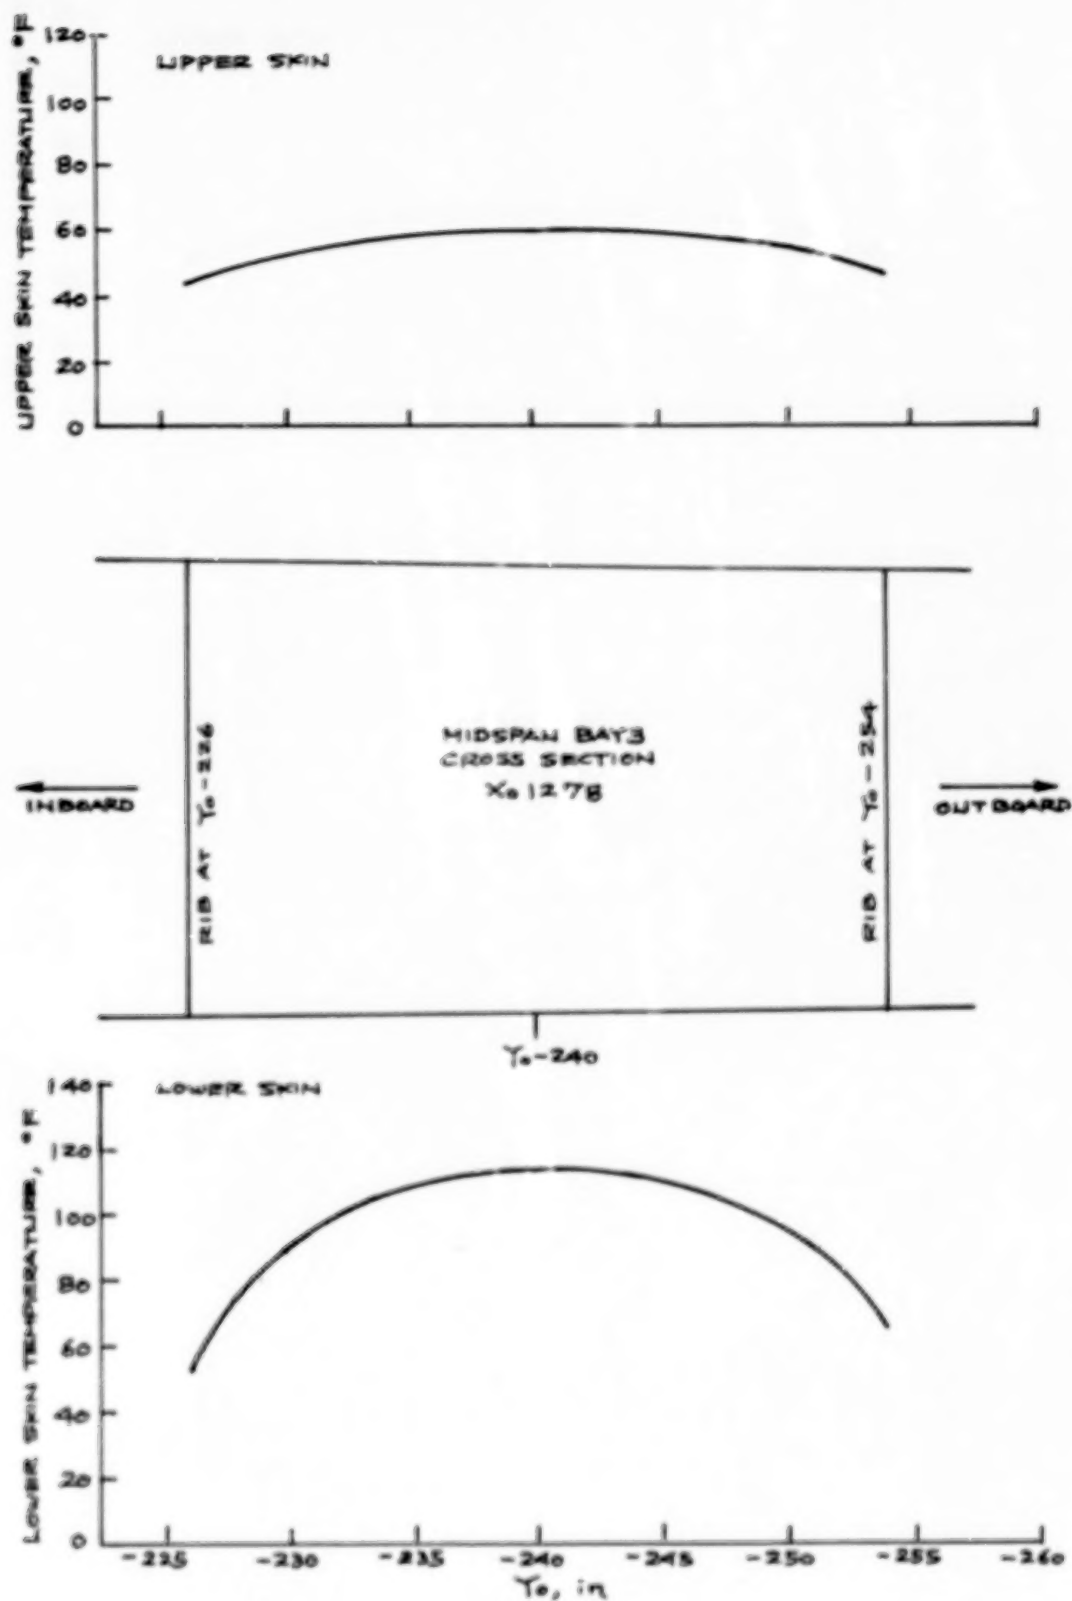 UPPER SKIN TEMPERATURE, °F
120
100
80
60
40
20
0
UPPER SKIN
MIDSPAN BAY3
CROSS SECTION
X₀ 1278
RIB AT Y₀-226
RIB AT Y₀-254
INBOARD
OUTBOARD
Y₀-240
LOWER SKIN TEMPERATURE, °F
140
120
100
80
60
40
20
0
LOWER SKIN
-225 -230 -235 -240 -245 -250 -255 -260
Y₀, in